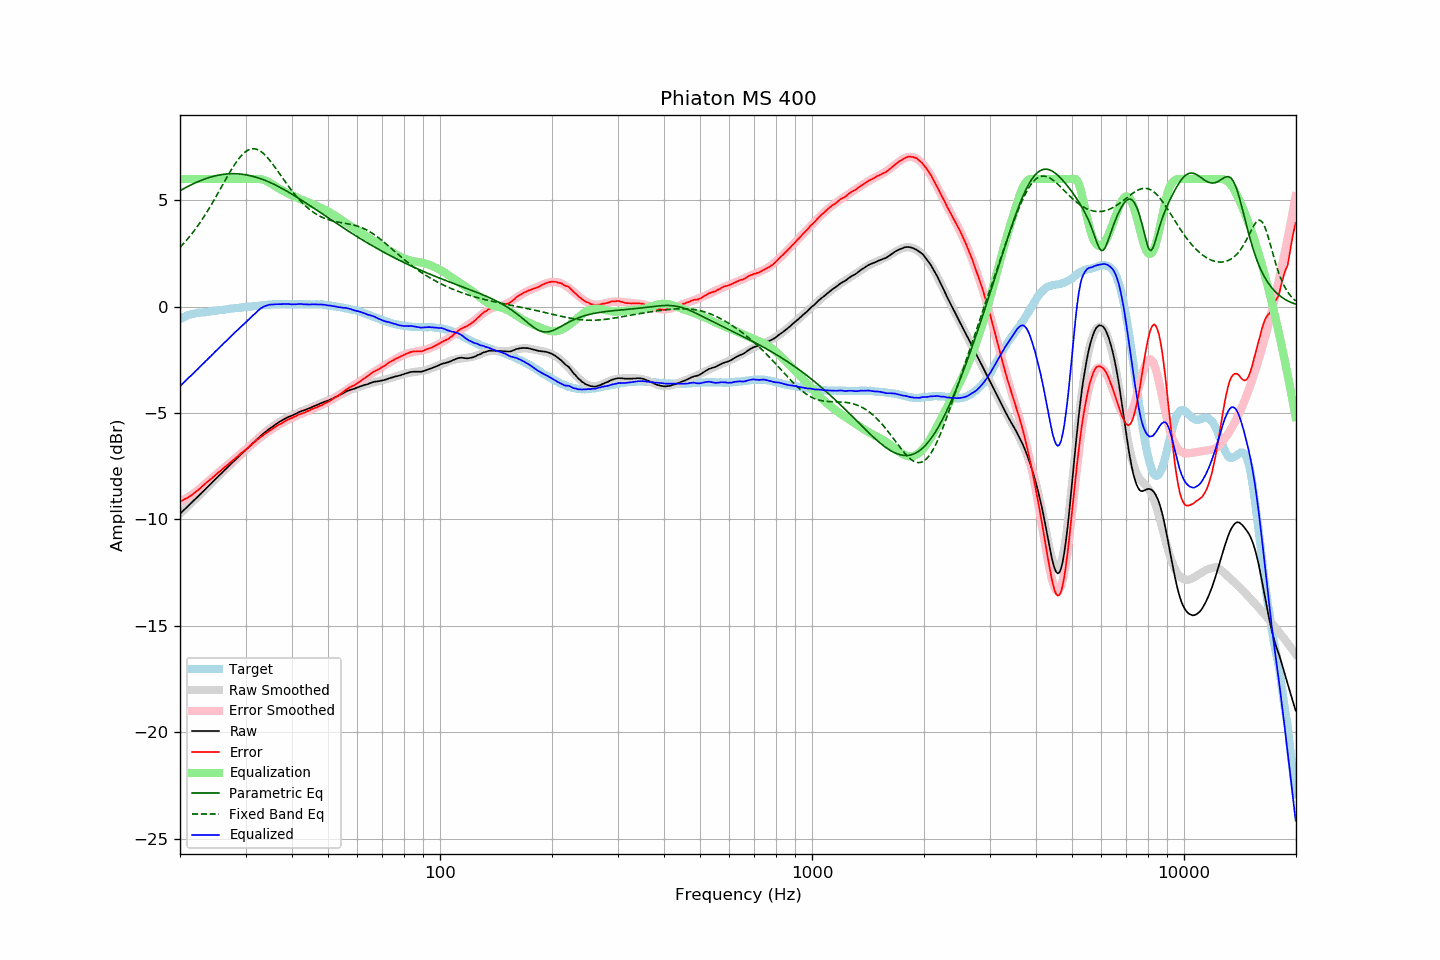 Phiaton MS 400
Amplitude (dBr)
5
0
−5
−10
−15
−20
−25
Target
Raw Smoothed
Error Smoothed
Raw
Error
Equalization
Parametric Eq
Fixed Band Eq
Equalized
100
1000
10000
Frequency (Hz)